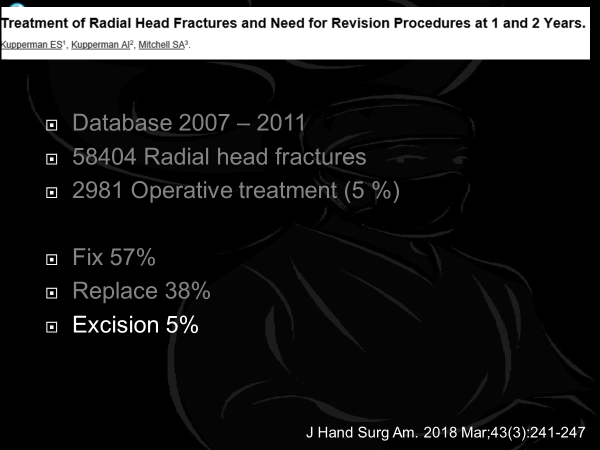 Treatment of Radial Head Fractures and Need for Revision Procedures at 1 and 2 Years.
Kupperman ES1, Kupperman AI2, Mitchell SA3.
Database 2007 – 2011
58404 Radial head fractures
2981 Operative treatment (5 %)
Fix 57%
Replace 38%
Excision 5%
J Hand Surg Am. 2018 Mar;43(3):241-247